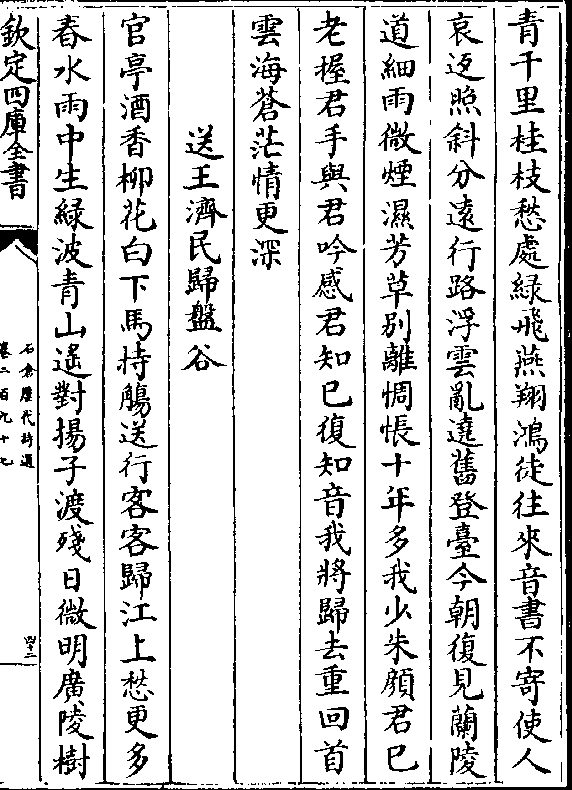 青千里桂枝愁處緑飛燕翔鴻徒往來音書不寄使人
哀返照斜分遠行路浮雲亂遶舊登臺今朝復見蘭陵
道細雨微煙濕芳草别離惆悵十年多我少朱顔君已
老握君手與君吟感君知已復知音我將歸去重回首
雲海蒼茫情更深
送王濟民歸盤谷
官亭酒香柳花白下馬持觴送行客客歸江上愁更多
春水雨中生緑波青山遙對揚子渡殘日微明廣陵樹
欽定四庫全書
石倉歷代詩選
卷二百九十七
四十二